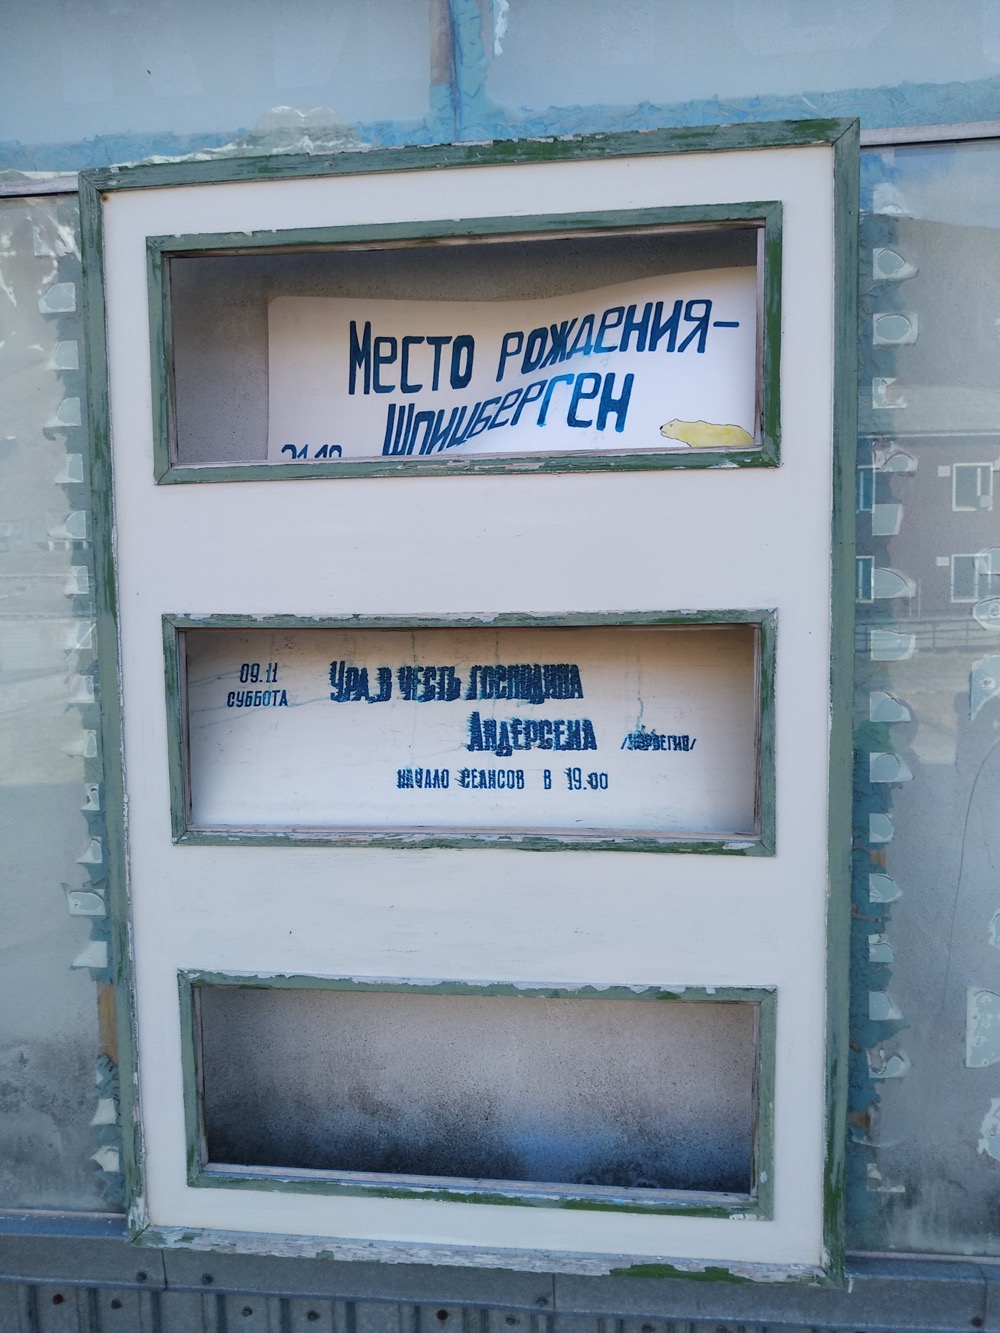 Место рождения-
Шпицберген
09.11
суббота
Ура в честь господина
Андерсена /Норвегия/
начало сеансов в 19.00